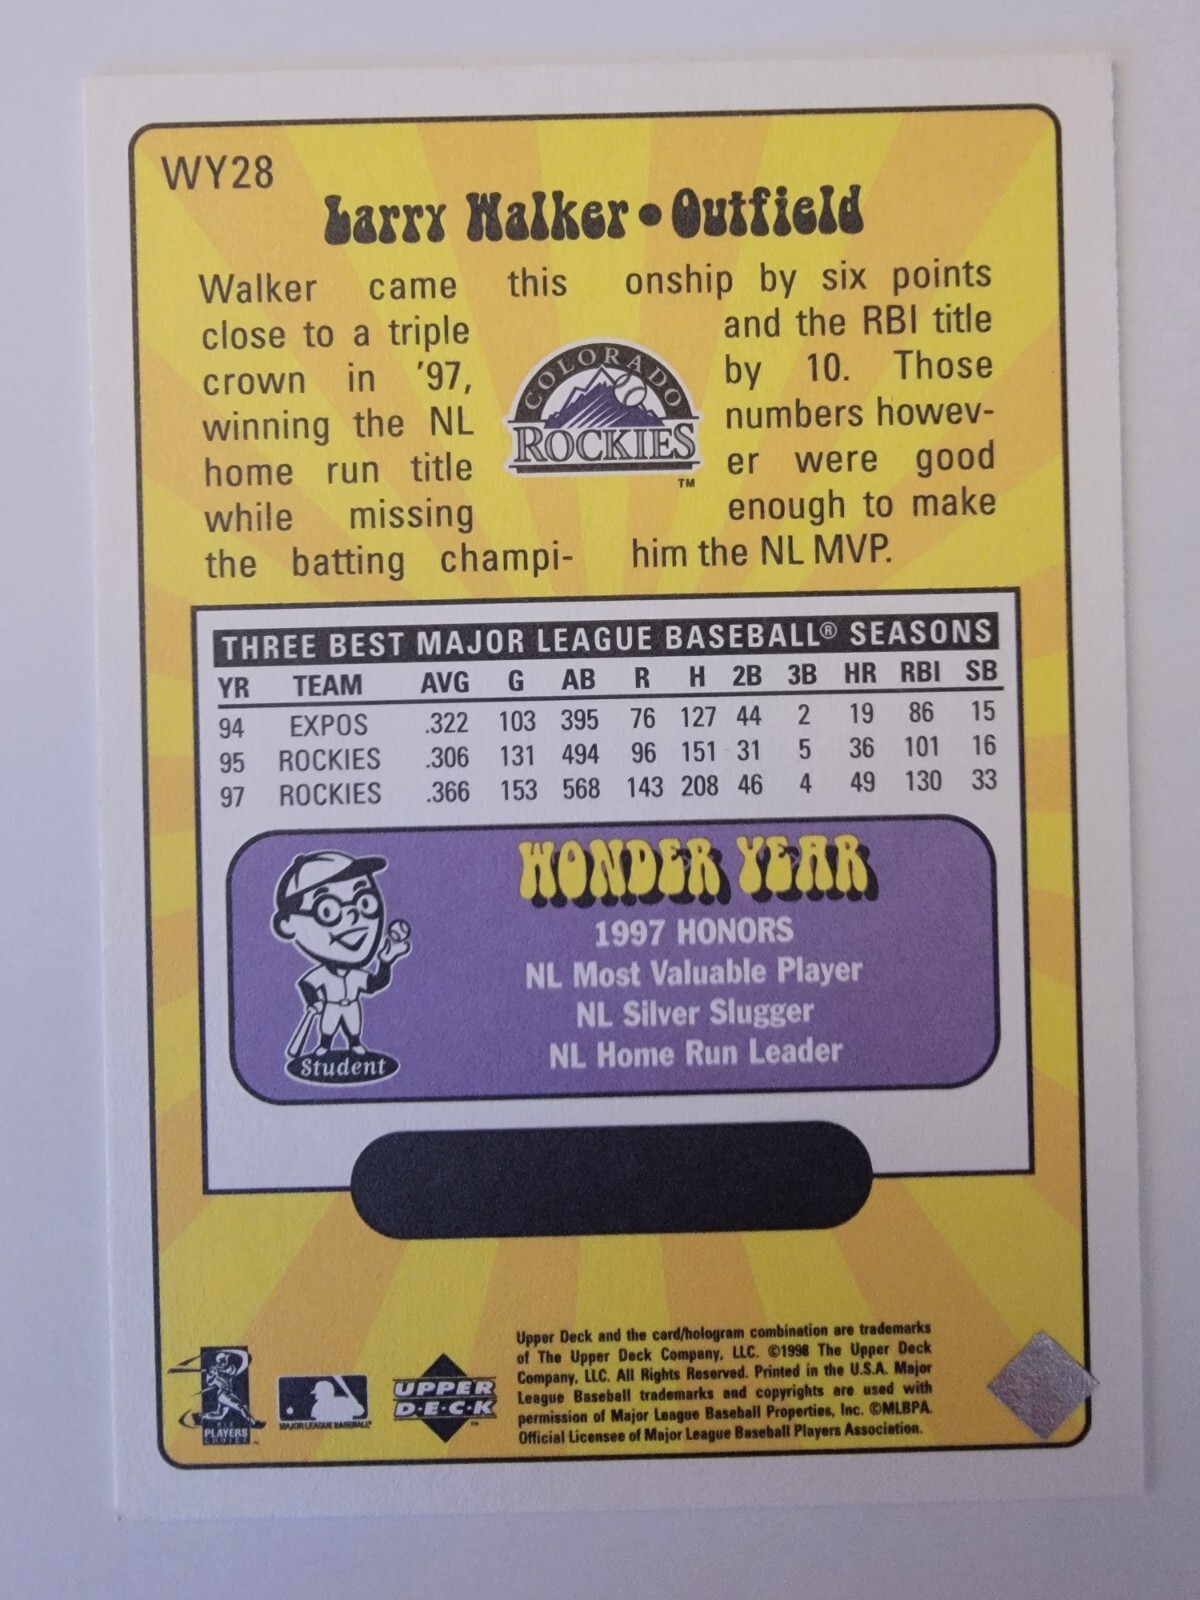 WY28
Larry Walker • Outfield
Walker came this
close to a triple
crown in '97,
winning the NL
home run title
while missing
the batting champi-
onship by six points
and the RBI title
by 10. Those
numbers howev-
er were good
enough to make
him the NL MVP.
COLORADO
ROCKIES
TM
THREE BEST MAJOR LEAGUE BASEBALL® SEASONS
YR TEAM AVG G AB R H 2B 3B HR RBI SB
94 EXPOS .322 103 395 76 127 44 2 19 86 15
95 ROCKIES .306 131 494 96 151 31 5 36 101 16
97 ROCKIES .366 153 568 143 208 46 4 49 130 33
WONDER YEAR
1997 HONORS
NL Most Valuable Player
NL Silver Slugger
NL Home Run Leader
Student
PLAYERS
CHOICE
MAJOR LEAGUE BASEBALL
UPPER
D·E·C·K
Upper Deck and the card/hologram combination are trademarks
of The Upper Deck Company, LLC. ©1998 The Upper Deck
Company, LLC. All Rights Reserved. Printed in the U.S.A. Major
League Baseball trademarks and copyrights are used with
permission of Major League Baseball Properties, Inc. ©MLBPA.
Official Licensee of Major League Baseball Players Association.